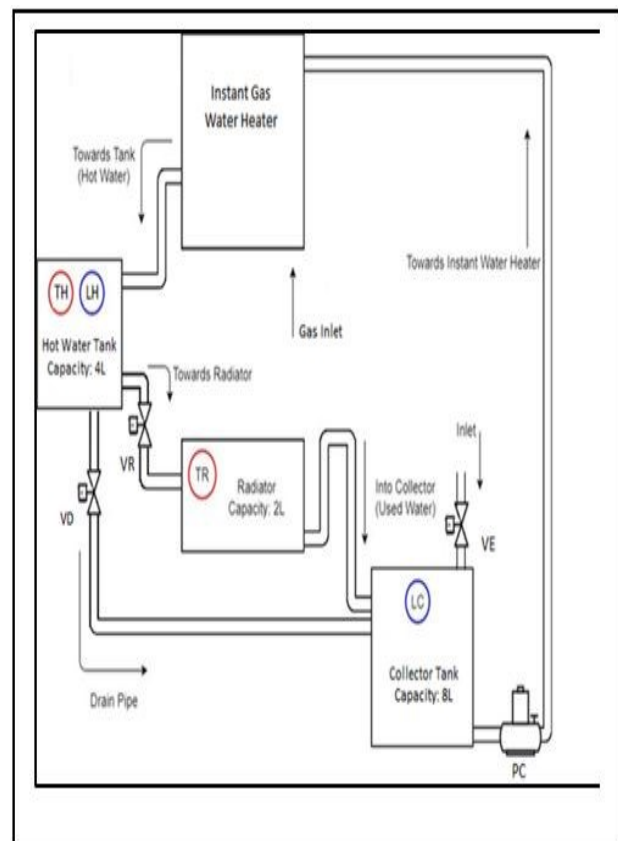 Instant Gas
Water Heater
Towards Tank
(Hot Water)
Towards Instant Water Heater
Gas Inlet
TH
LH
Hot Water Tank
Capacity: 4L
Towards Radiator
VR
TR
Radiator
Capacity: 2L
Inlet
Into Collector
(Used Water)
VD
VE
LC
Collector Tank
Capacity: 8L
Drain Pipe
PC